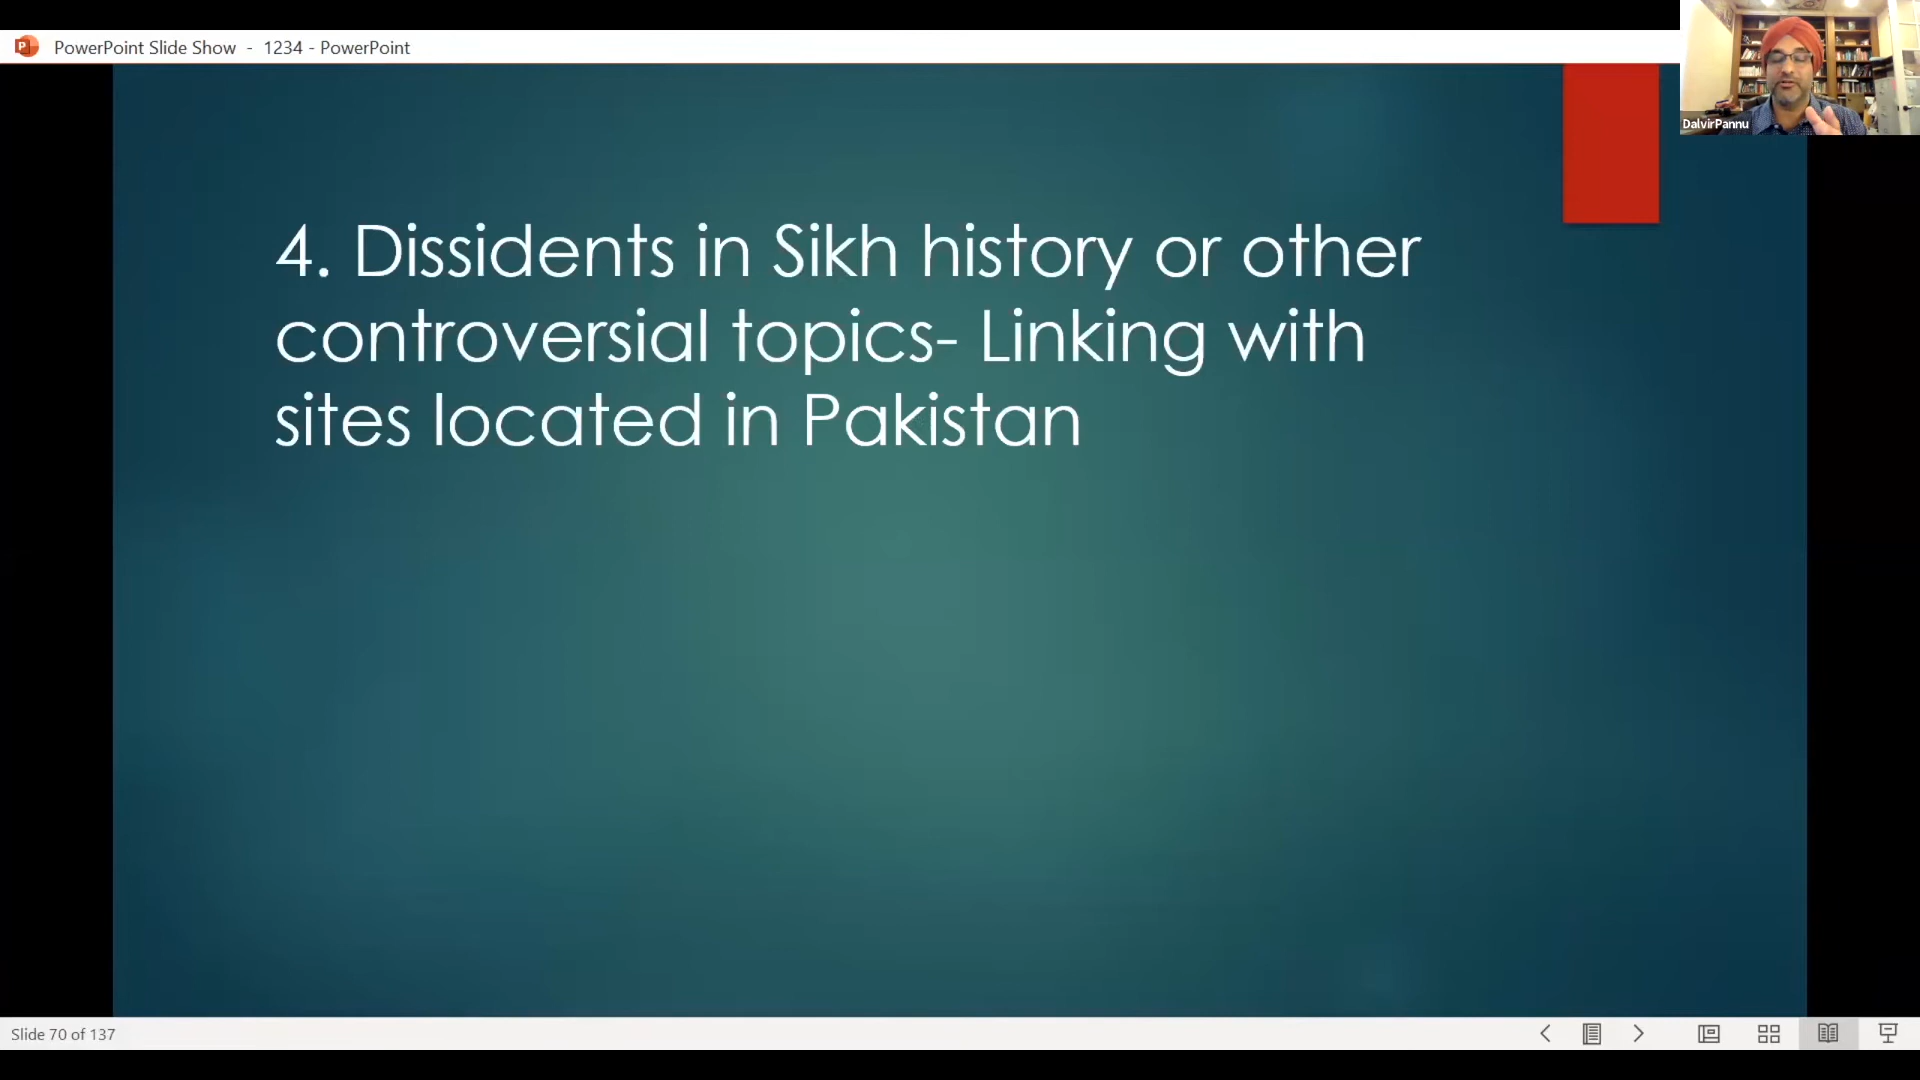 PowerPoint Slide Show - 1234 - PowerPoint
DalvirPannu
4. Dissidents in Sikh history or other
controversial topics- Linking with
sites located in Pakistan
Slide 70 of 137